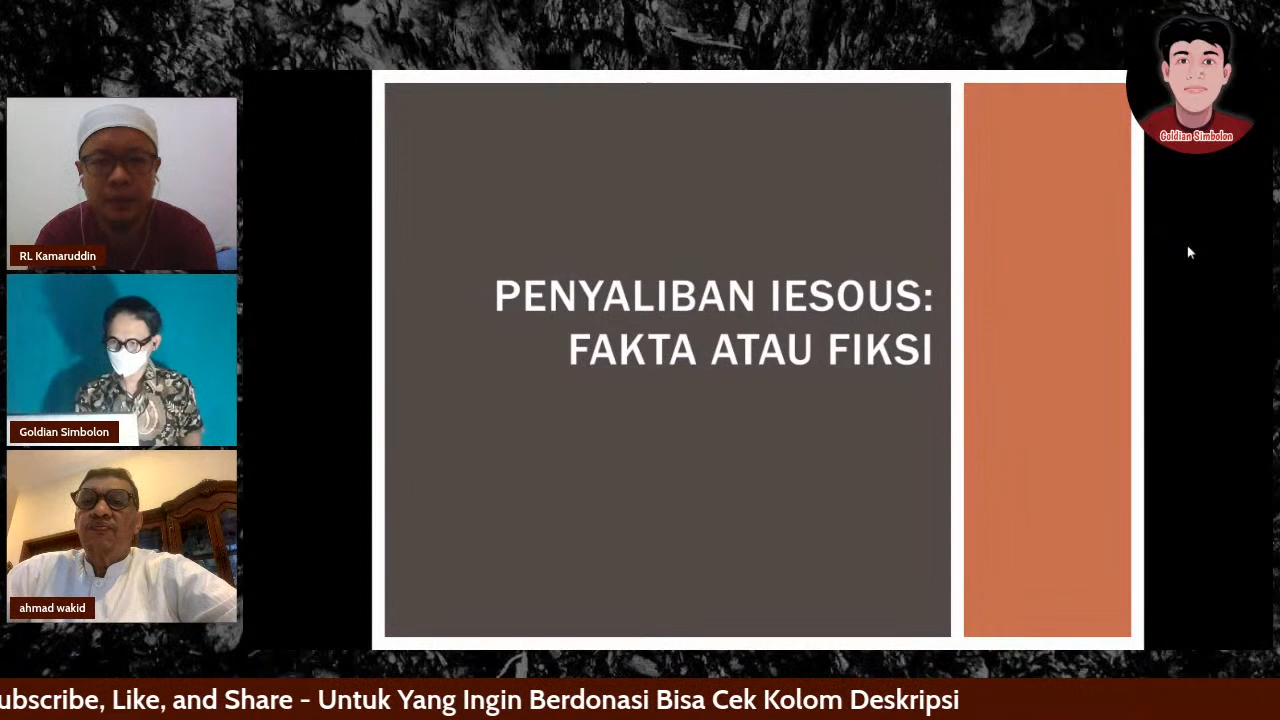 Goldian Simbolon
RL Kamaruddin
PENYALIBAN IESOUS:
FAKTA ATAU FIKSI
Goldian Simbolon
ahmad wakid
ubscribe, Like, and Share - Untuk Yang Ingin Berdonasi Bisa Cek Kolom Deskripsi